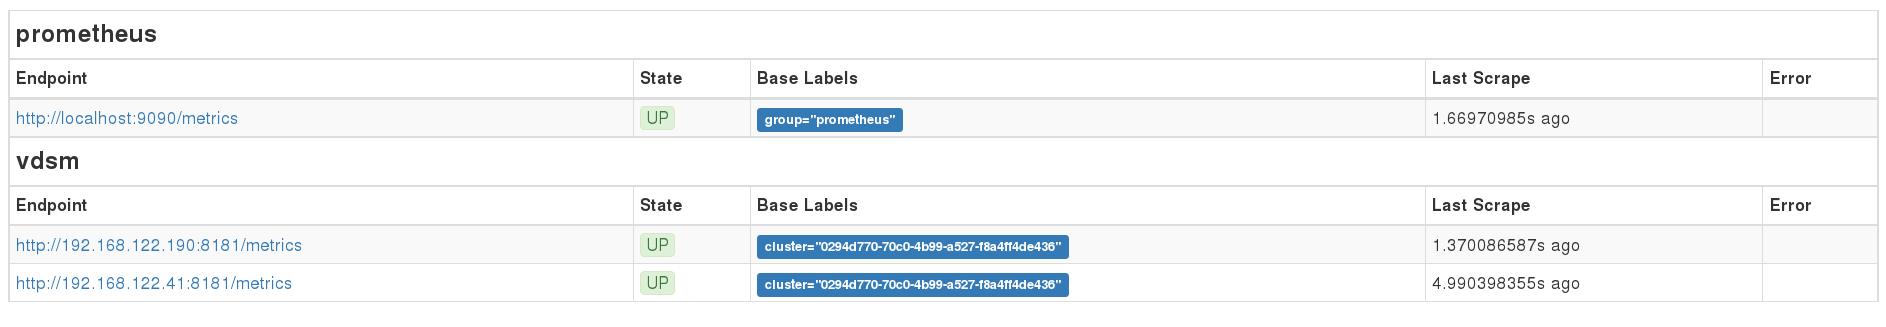 prometheus
Endpoint State Base Labels Last Scrape Error
http://localhost:9090/metrics UP group="prometheus" 1.66970985s ago
vdsm
Endpoint State Base Labels Last Scrape Error
http://192.168.122.190:8181/metrics UP cluster="0294d770-70c0-4b99-a527-f8a4ff4de436" 1.370086587s ago
http://192.168.122.41:8181/metrics UP cluster="0294d770-70c0-4b99-a527-f8a4ff4de436" 4.990398355s ago